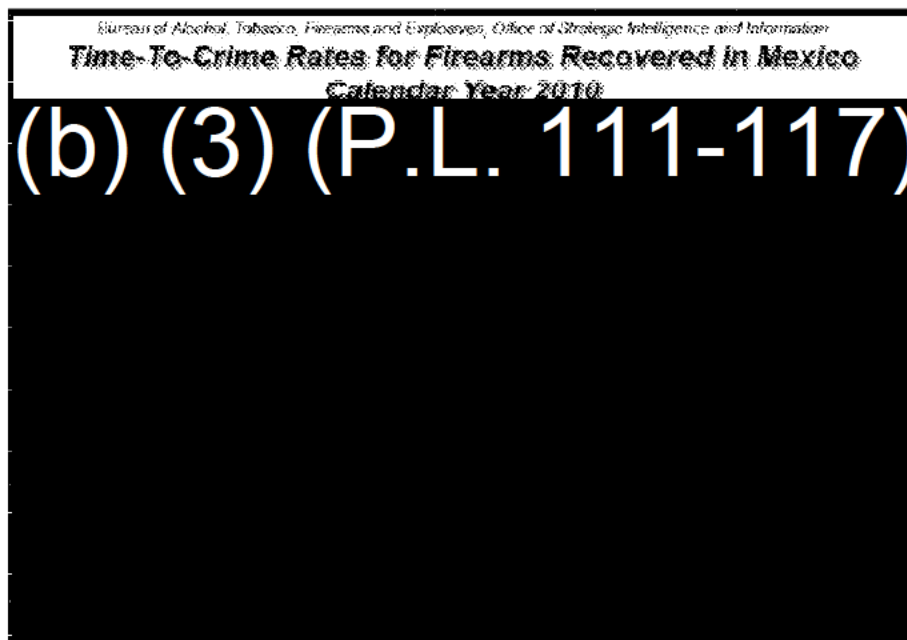 Bureau of Alcohol, Tobacco, Firearms and Explosives, Office of Strategic Intelligence and Information
Time-To-Crime Rates for Firearms Recovered in Mexico
Calendar Year 2010
(b) (3) (P.L. 111-117)